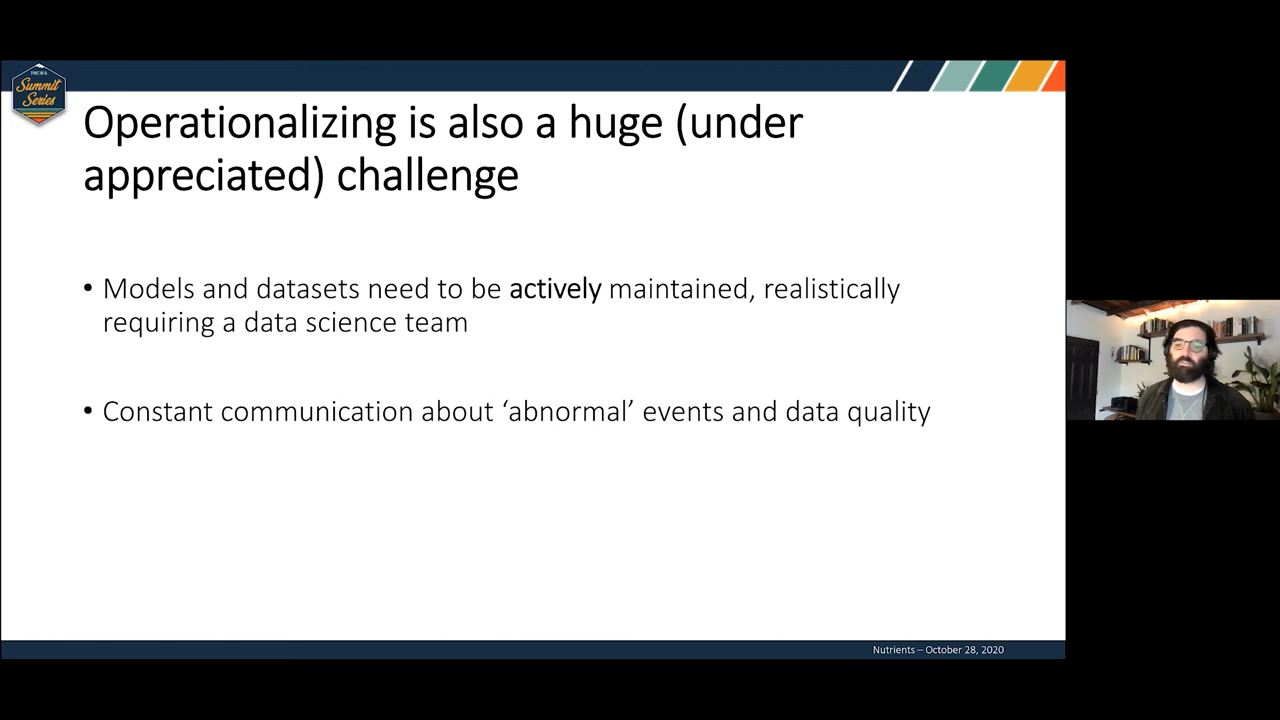 RMCWA
Summit
Series
Operationalizing is also a huge (under
appreciated) challenge
• Models and datasets need to be actively maintained, realistically
requiring a data science team
• Constant communication about ‘abnormal’ events and data quality
Nutrients – October 28, 2020